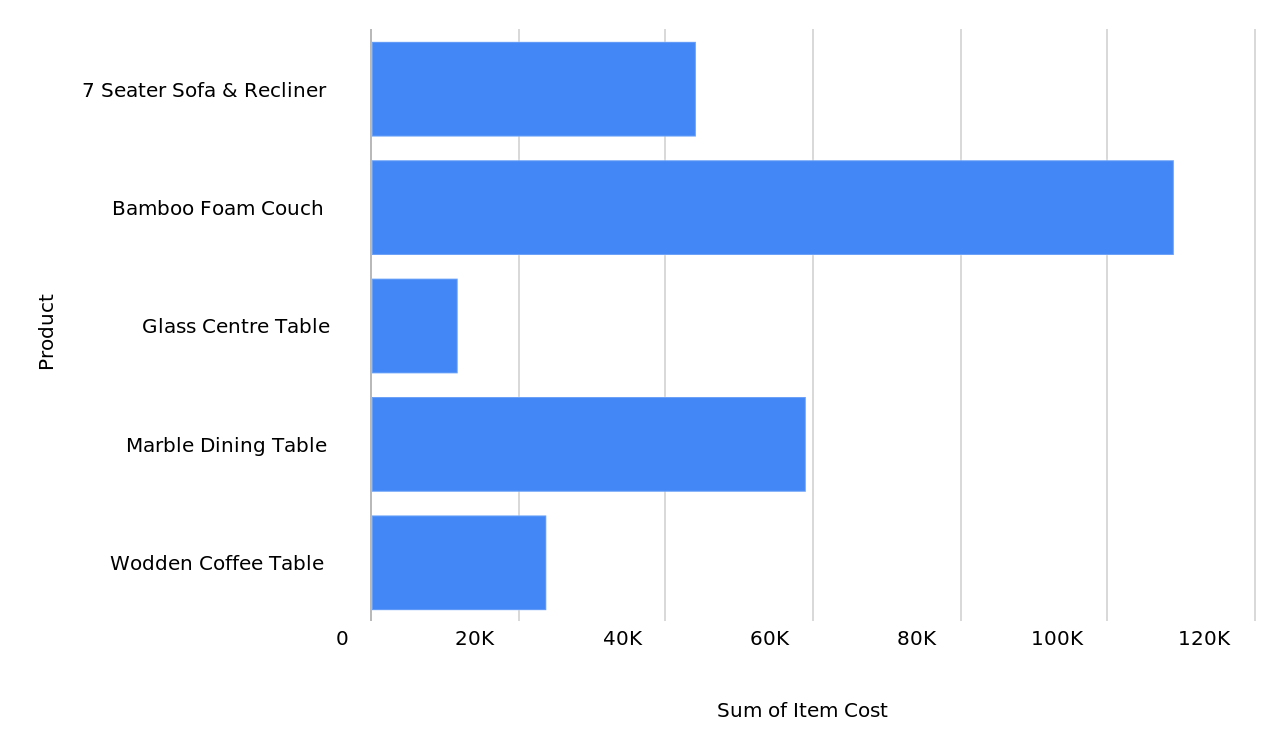 7 Seater Sofa & Recliner
Bamboo Foam Couch
Glass Centre Table
Product
Marble Dining Table
Wodden Coffee Table
0 20K 40K 60K 80K 100K 120K
Sum of Item Cost